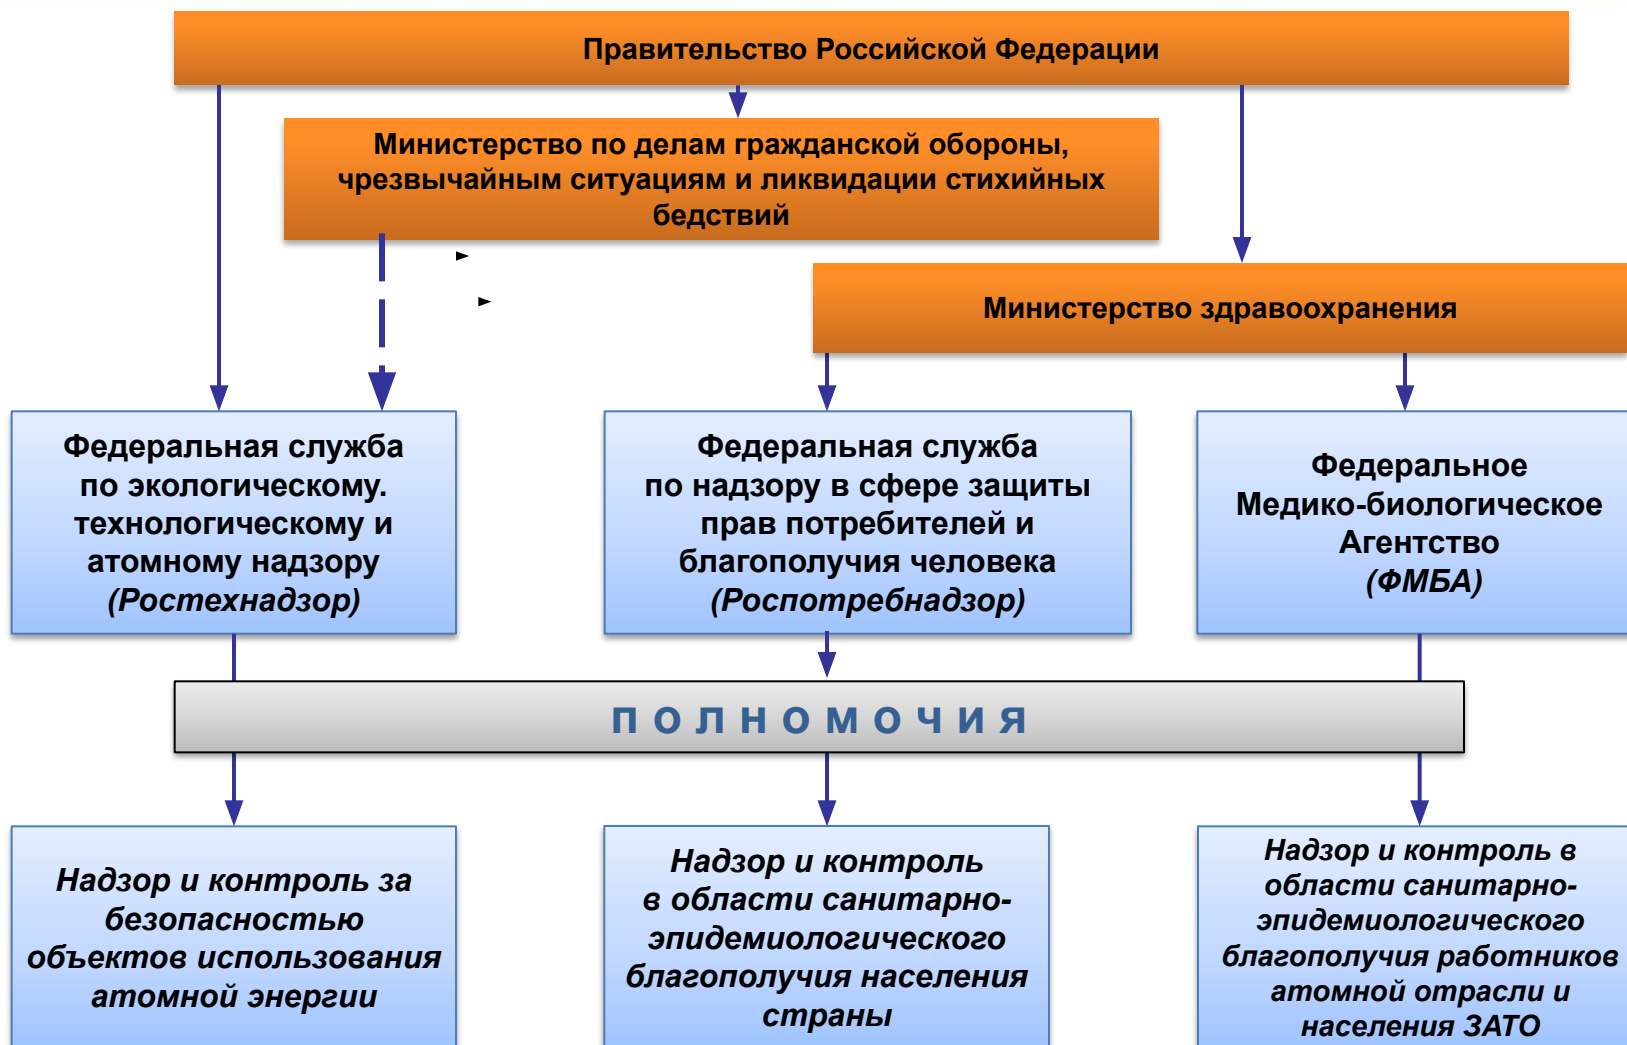 Правительство Российской Федерации
Министерство по делам гражданской обороны,
чрезвычайным ситуациям и ликвидации стихийных
бедствий
Министерство здравоохранения
Федеральная служба
по экологическому.
технологическому и
атомному надзору
(Ростехнадзор)
Федеральная служба
по надзору в сфере защиты
прав потребителей и
благополучия человека
(Роспотребнадзор)
Федеральное
Медико-биологическое
Агентство
(ФМБА)
П О Л Н О М О Ч И Я
Надзор и контроль за
безопасностью
объектов использования
атомной энергии
Надзор и контроль
в области санитарно-
эпидемиологического
благополучия населения
страны
Надзор и контроль в
области санитарно-
эпидемиологического
благополучия работников
атомной отрасли и
населения ЗАТО